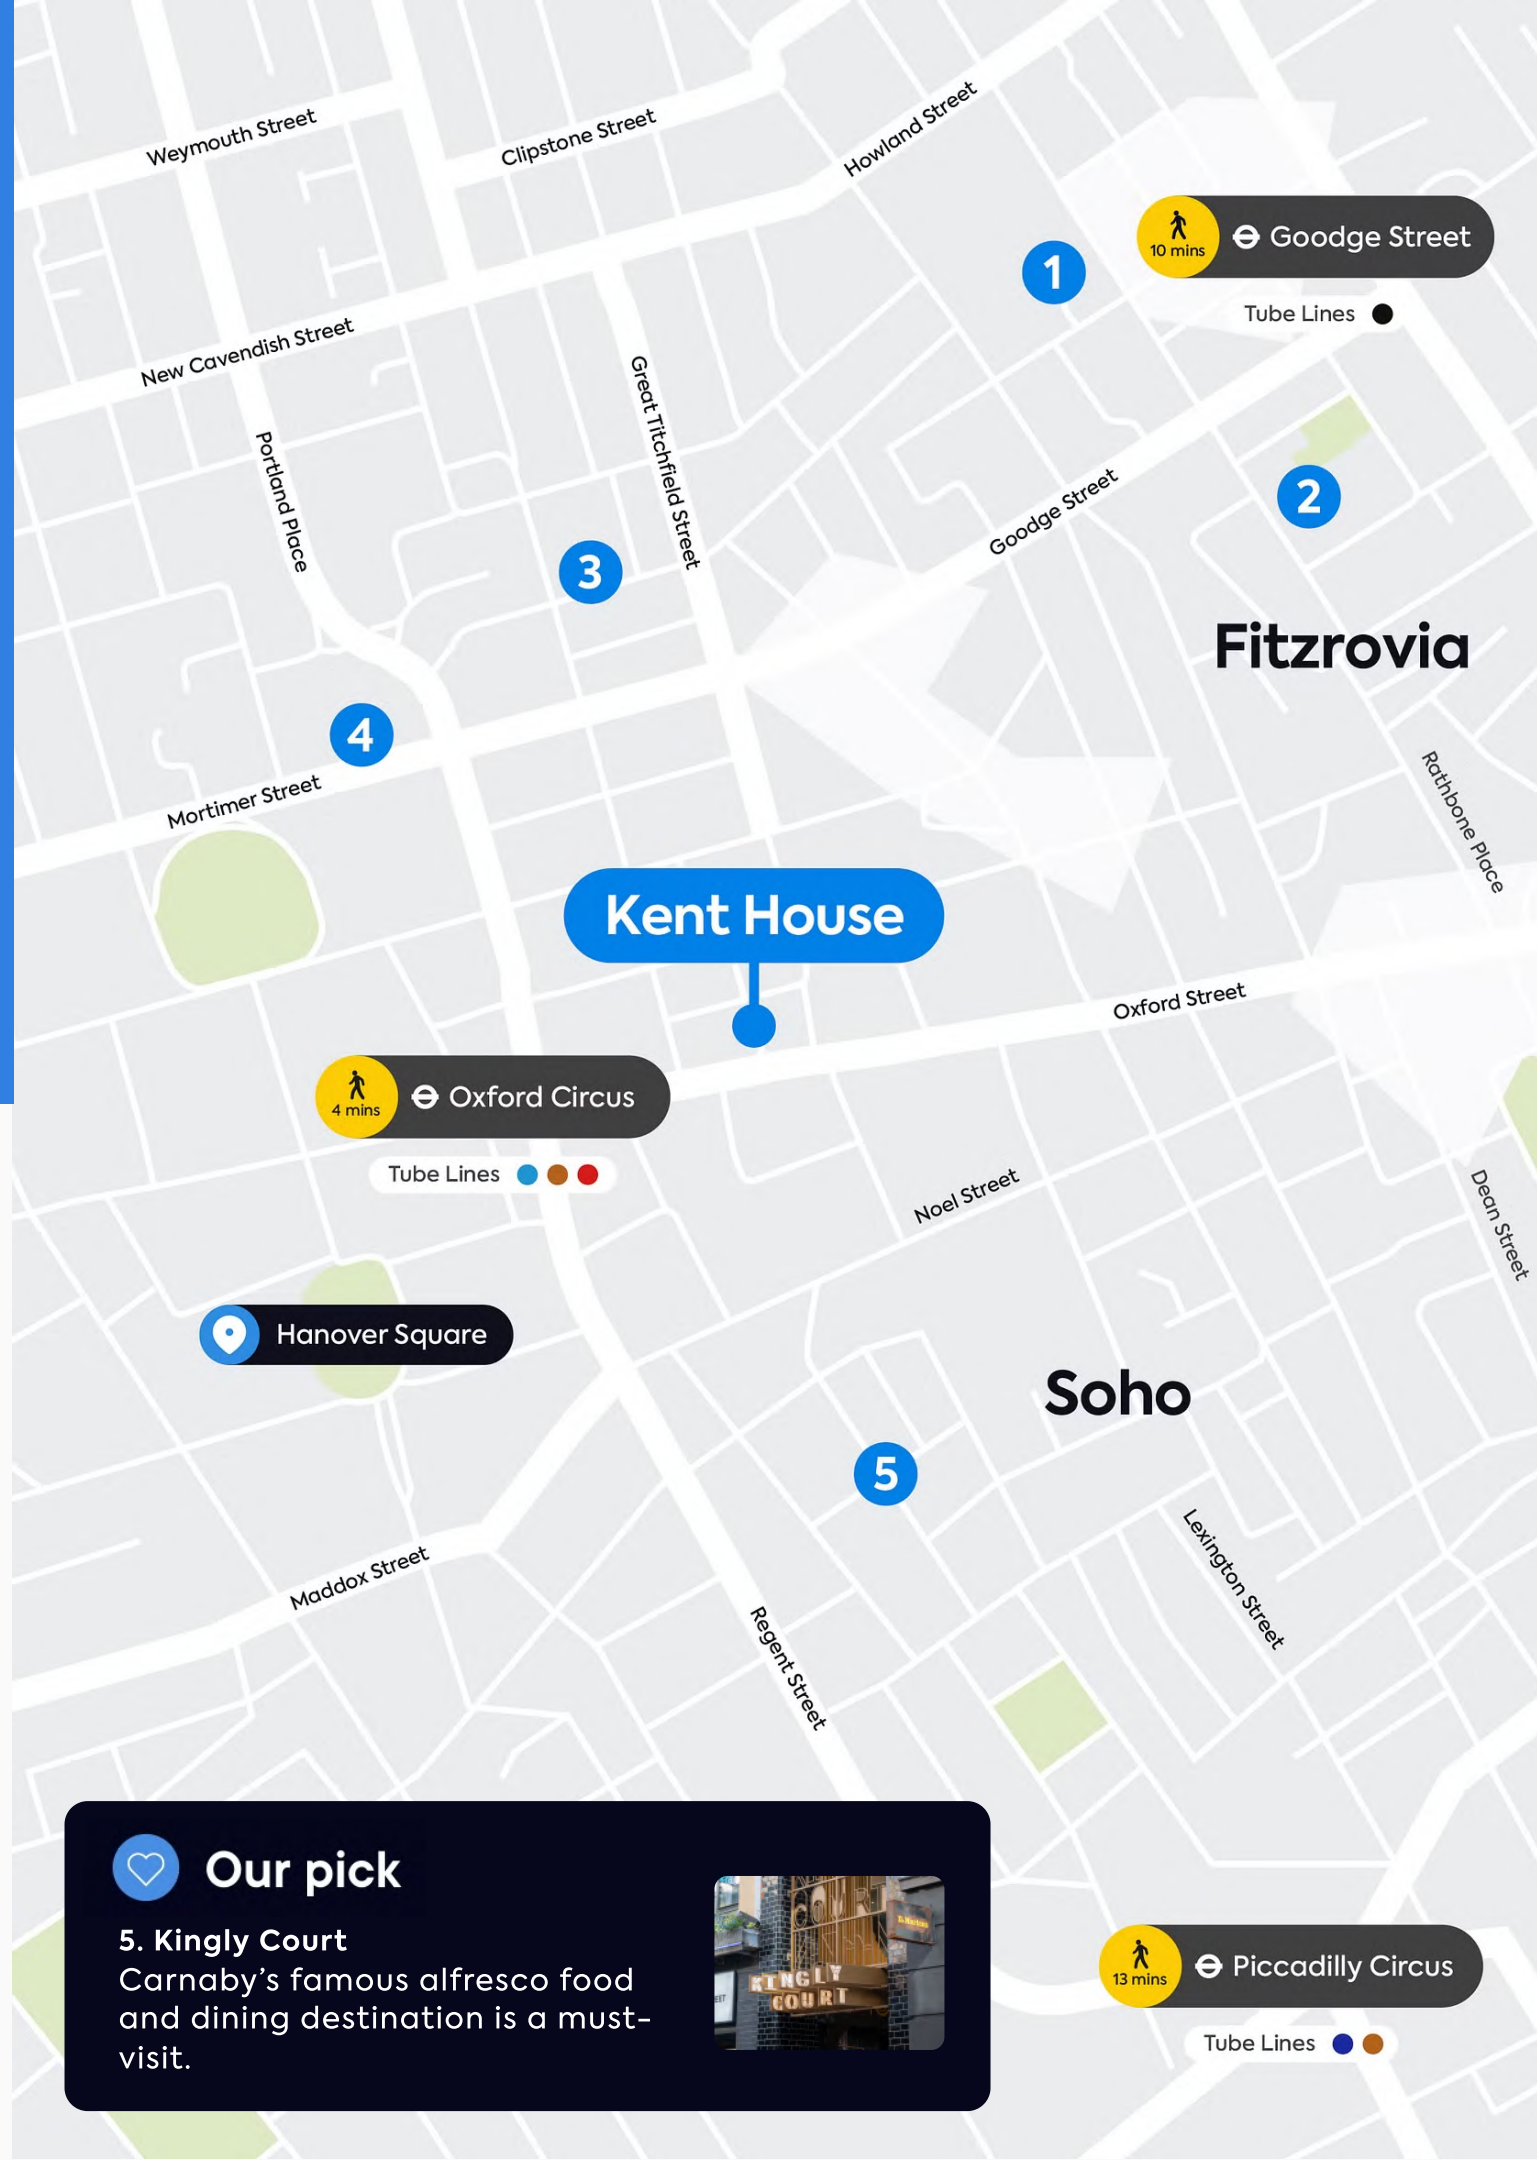 Weymouth Street
Clipstone Street
Howland Street
10 mins
Goodge Street
Tube Lines
1
New Cavendish Street
Great Titchfield Street
Portland Place
Goodge Street
2
3
Fitzrovia
4
Mortimer Street
Rathbone Place
Kent House
Oxford Street
4 mins
Oxford Circus
Tube Lines
Noel Street
Dean Street
Hanover Square
Soho
5
Lexington Street
Maddox Street
Regent Street
Our pick
5. Kingly Court
Carnaby’s famous alfresco food
and dining destination is a must-
visit.
COURT
KINGLY
COURT
13 mins
Piccadilly Circus
Tube Lines